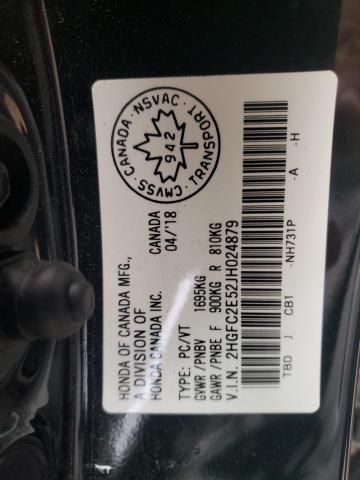 CMVSS · CANADA · NSVAC · TRANSPORT
942
HONDA OF CANADA MFG.,
A DIVISION OF
HONDA CANADA INC. CANADA
04/'18
TYPE: PC/VT
GVWR/PNBV 1695KG
GAWR/PNBE F 900KG R 810KG
V.I.N. 2HGFC2E52JH024879
TBD J CB1 -NH731P -A -H